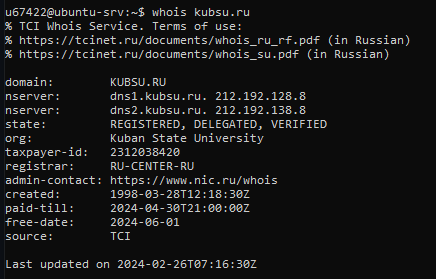 u67422@ubuntu-srv:~$ whois kubsu.ru
% TCI Whois Service. Terms of use:
% https://tcinet.ru/documents/whois_ru_rf.pdf (in Russian)
% https://tcinet.ru/documents/whois_su.pdf (in Russian)
domain: KUBSU.RU
nserver: dns1.kubsu.ru. 212.192.128.8
nserver: dns2.kubsu.ru. 212.192.138.8
state: REGISTERED, DELEGATED, VERIFIED
org: Kuban State University
taxpayer-id: 2312038420
registrar: RU-CENTER-RU
admin-contact: https://www.nic.ru/whois
created: 1998-03-28T12:18:30Z
paid-till: 2024-04-30T21:00:00Z
free-date: 2024-06-01
source: TCI
Last updated on 2024-02-26T07:16:30Z